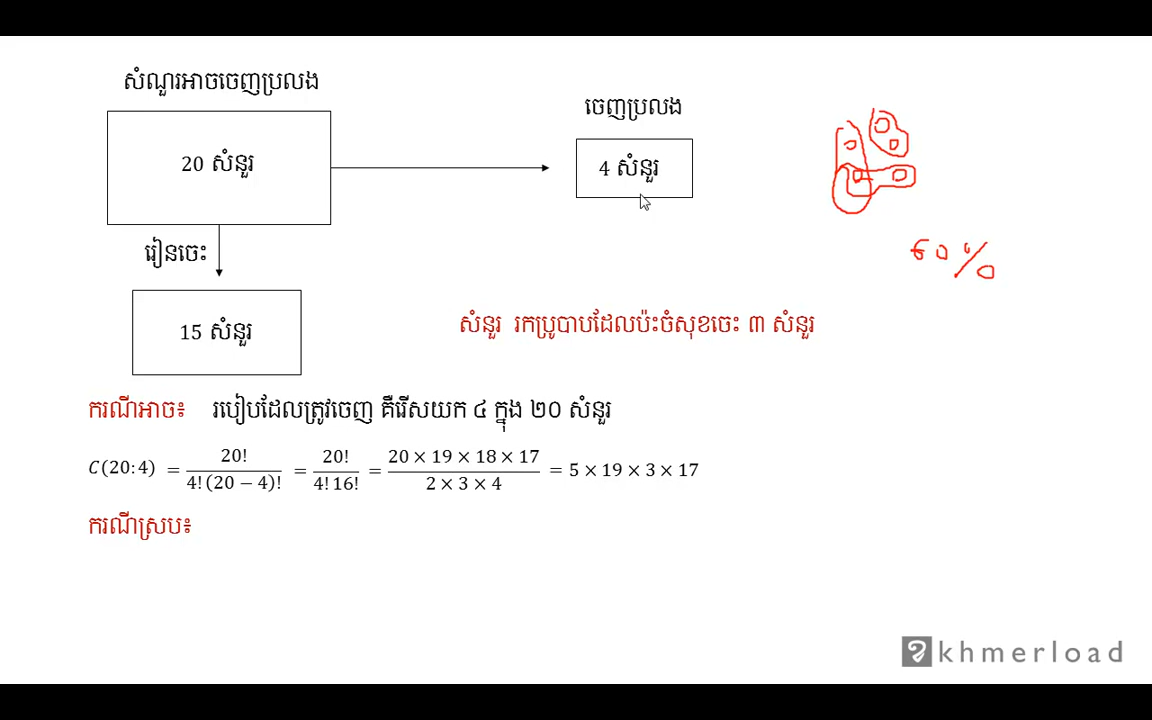 សំណួរអាចចេញប្រលង
ចេញប្រលង
20 សំនួរ
4 សំនួរ
រៀនចេះ
60%
15 សំនួរ
សំនួរ រកប្រូបាបដែលប៉ះចំសុខចេះ ៣ សំនួរ
ករណីអាច៖ របៀបដែលត្រូវចេញ គឺរើសយក ៤ ក្នុង ២០ សំនួរ
C(20:4) = 20! / 4!(20 − 4)! = 20! / 4! 16! = 20 × 19 × 18 × 17 / 2 × 3 × 4 = 5 × 19 × 3 × 17
ករណីស្រប៖
khmerload